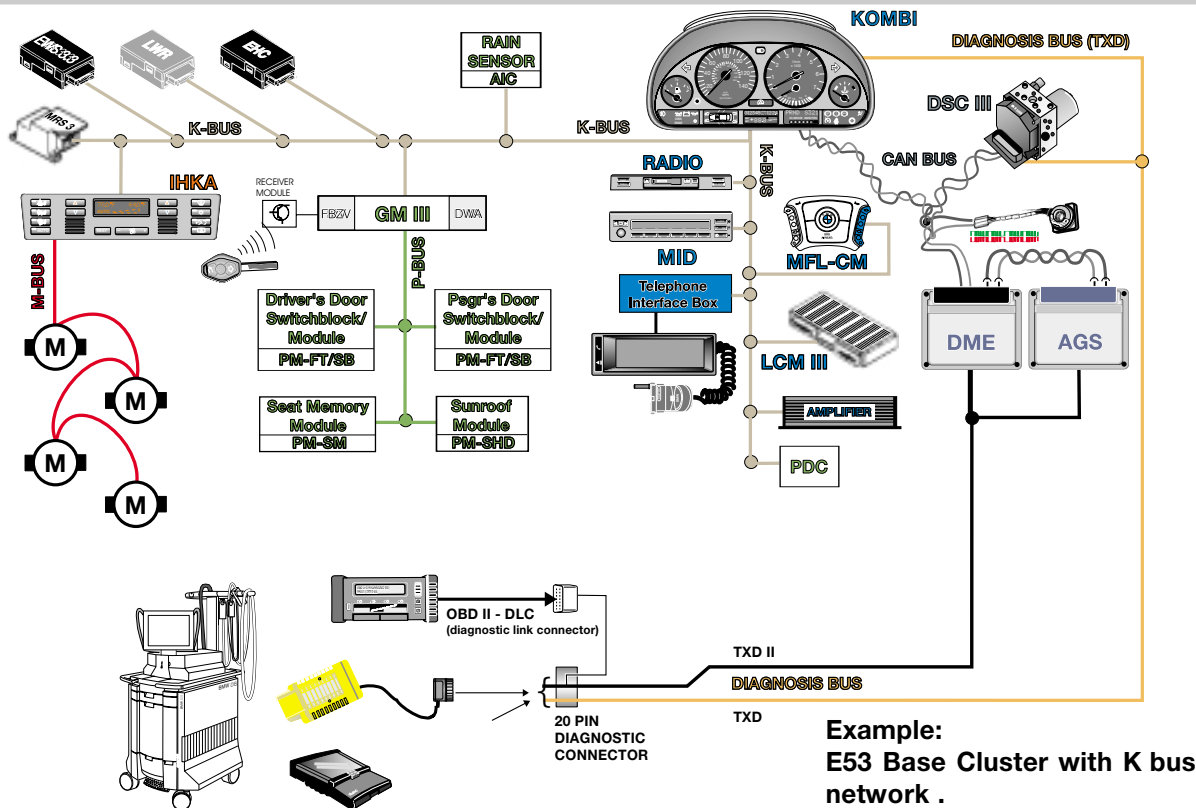 KOMBI
DIAGNOSIS BUS (TXD)
EWS 3.3
LWR
EHC
RAIN
SENSOR
AIC
DSC III
MRS 3
K-BUS
K-BUS
K-BUS
CAN BUS
IHKA
RECEIVER
MODULE
FBZV
GM III
DWA
RADIO
MID
MFL-CM
M-BUS
P-BUS
Telephone
Interface Box
Driver's Door
Switchblock/
Module
PM-FT/SB
Psgr's Door
Switchblock/
Module
PM-FT/SB
DME
AGS
LCM III
M
M
M
M
Seat Memory
Module
PM-SM
Sunroof
Module
PM-SHD
AMPLIFIER
PDC
OBD II - DLC
(diagnostic link connector)
TXD II
DIAGNOSIS BUS
TXD
20 PIN
DIAGNOSTIC
CONNECTOR
Example:
E53 Base Cluster with K bus
network .